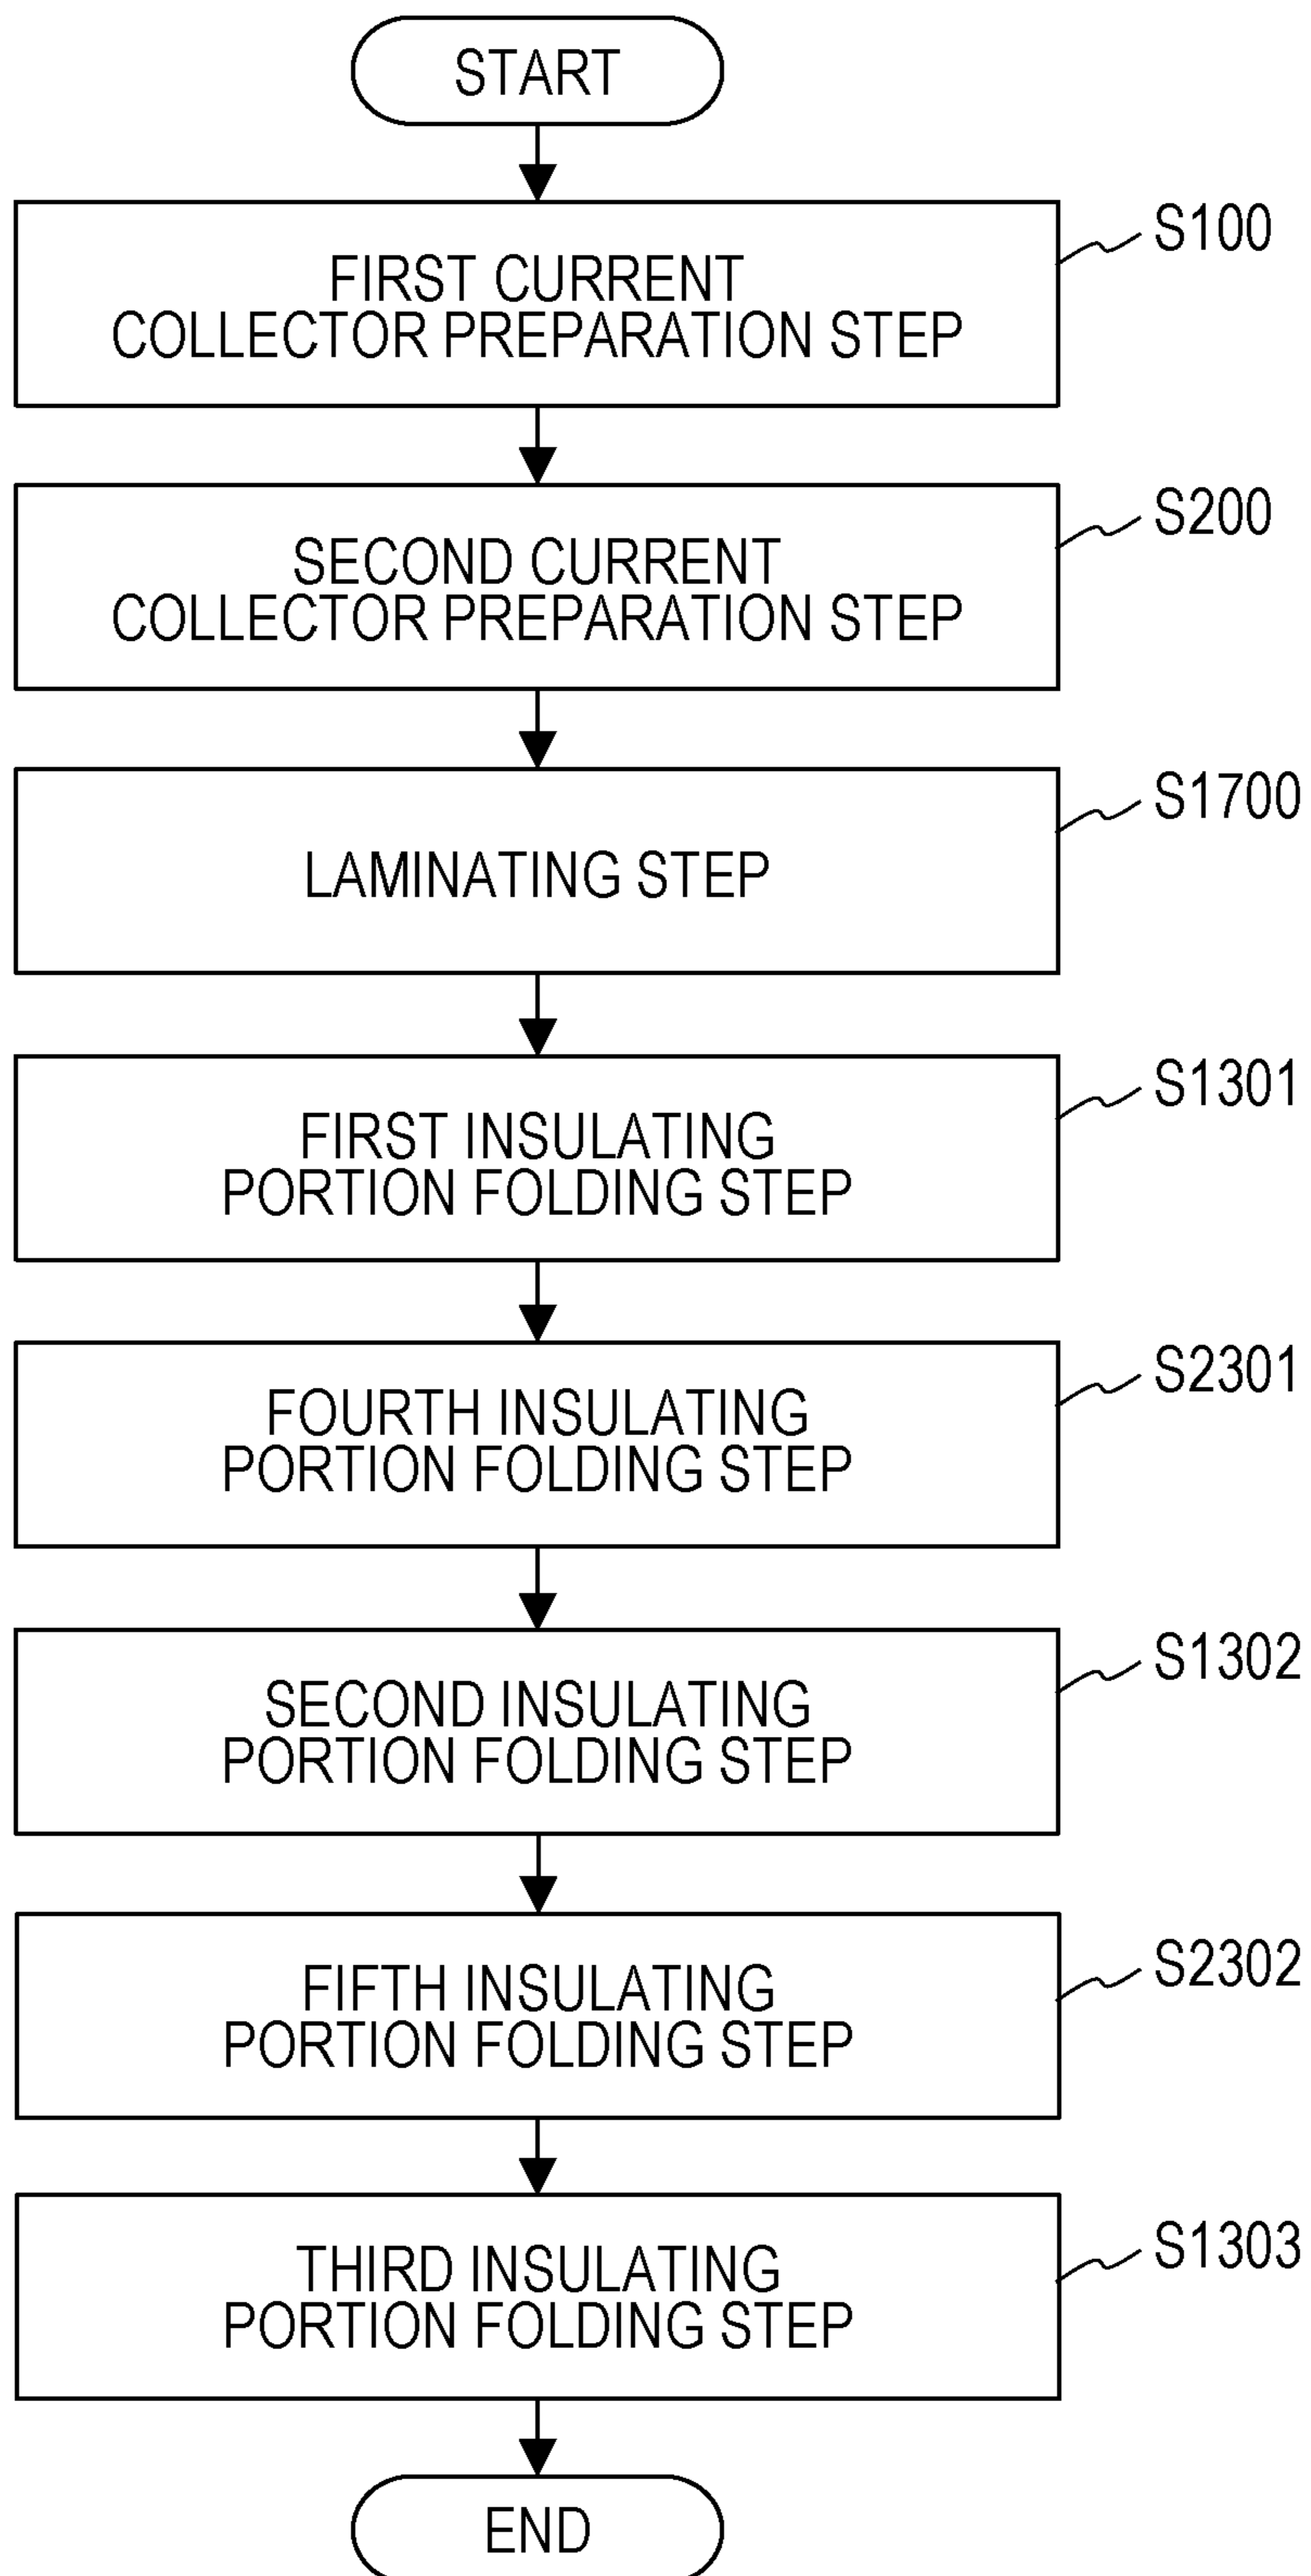 START
FIRST CURRENT
COLLECTOR PREPARATION STEP
S100
SECOND CURRENT
COLLECTOR PREPARATION STEP
S200
LAMINATING STEP
S1700
FIRST INSULATING
PORTION FOLDING STEP
S1301
FOURTH INSULATING
PORTION FOLDING STEP
S2301
SECOND INSULATING
PORTION FOLDING STEP
S1302
FIFTH INSULATING
PORTION FOLDING STEP
S2302
THIRD INSULATING
PORTION FOLDING STEP
S1303
END